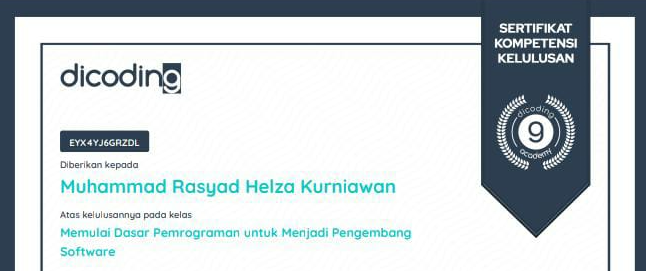 SERTIFIKAT
KOMPETENSI
KELULUSAN
dicoding
EYX4YJ6GRZDL
Diberikan kepada
Muhammad Rasyad Helza Kurniawan
Atas kelulusannya pada kelas
Memulai Dasar Pemrograman untuk Menjadi Pengembang
Software
dicoding
9
academy